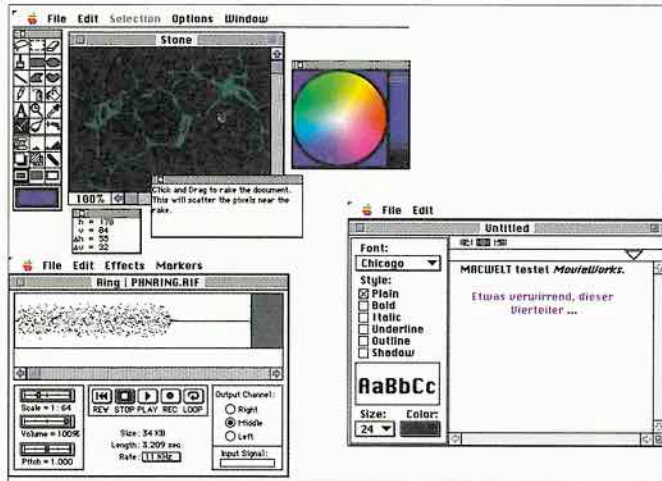 File Edit Selection Options Window
Stone
100%
Click and Drag to rake the document.
This will scatter the pixels near the
rake.
h = 178
v = 84
Δh = 55
Δv = 32
File Edit Effects Markers
Ring | PHNRING.AIF
Scale = 1 : 64
Volume = 100%
Pitch = 1.000
REW STOP PLAY REC LOOP
Size: 34 KB
Length: 3.209 sec
Rate: 11 KHz
Output Channel:
Right
Middle
Left
Input Signal:
File Edit
Untitled
Font:
Chicago
Style:
Plain
Bold
Italic
Underline
Outline
Shadow
AaBbCc
Size: Color:
24
MACWELT testet MovieWorks.
Etwas verwirrend, dieser
Vierteiler ...